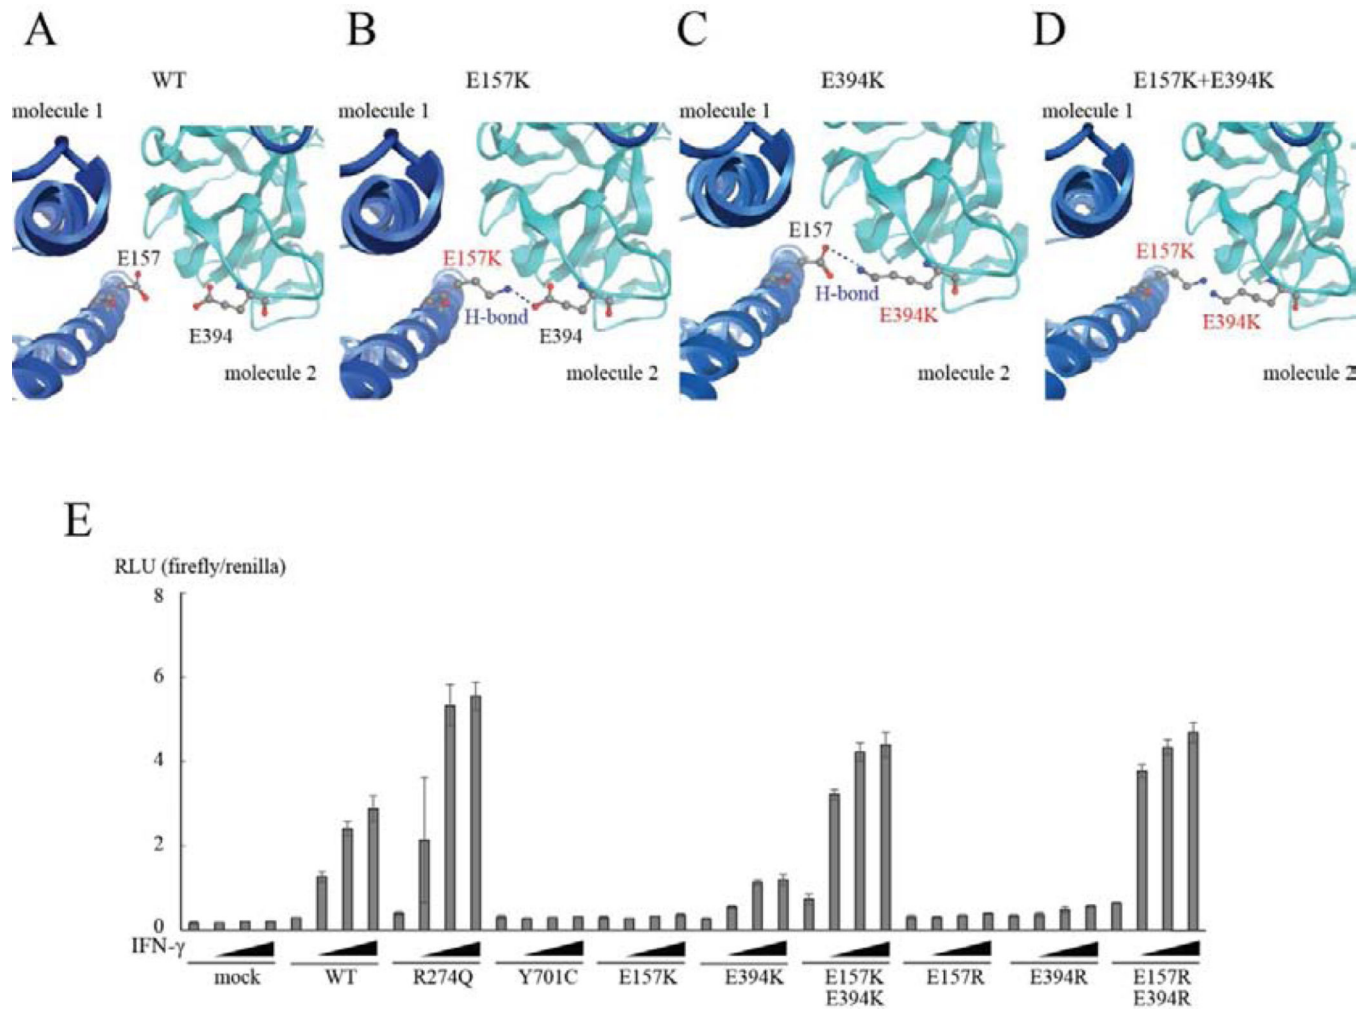 A
B
C
D
WT
E157K
E394K
E157K+E394K
molecule 1
molecule 1
molecule 1
molecule 1
E157
E394
molecule 2
E157K
H-bond
E394
molecule 2
E157
H-bond
E394K
molecule 2
E157K
E394K
molecule 2
E
RLU (firefly/renilla)
8
6
4
2
0
IFN-γ
mock
WT
R274Q
Y701C
E157K
E394K
E157K
E394K
E157R
E394R
E157R
E394R